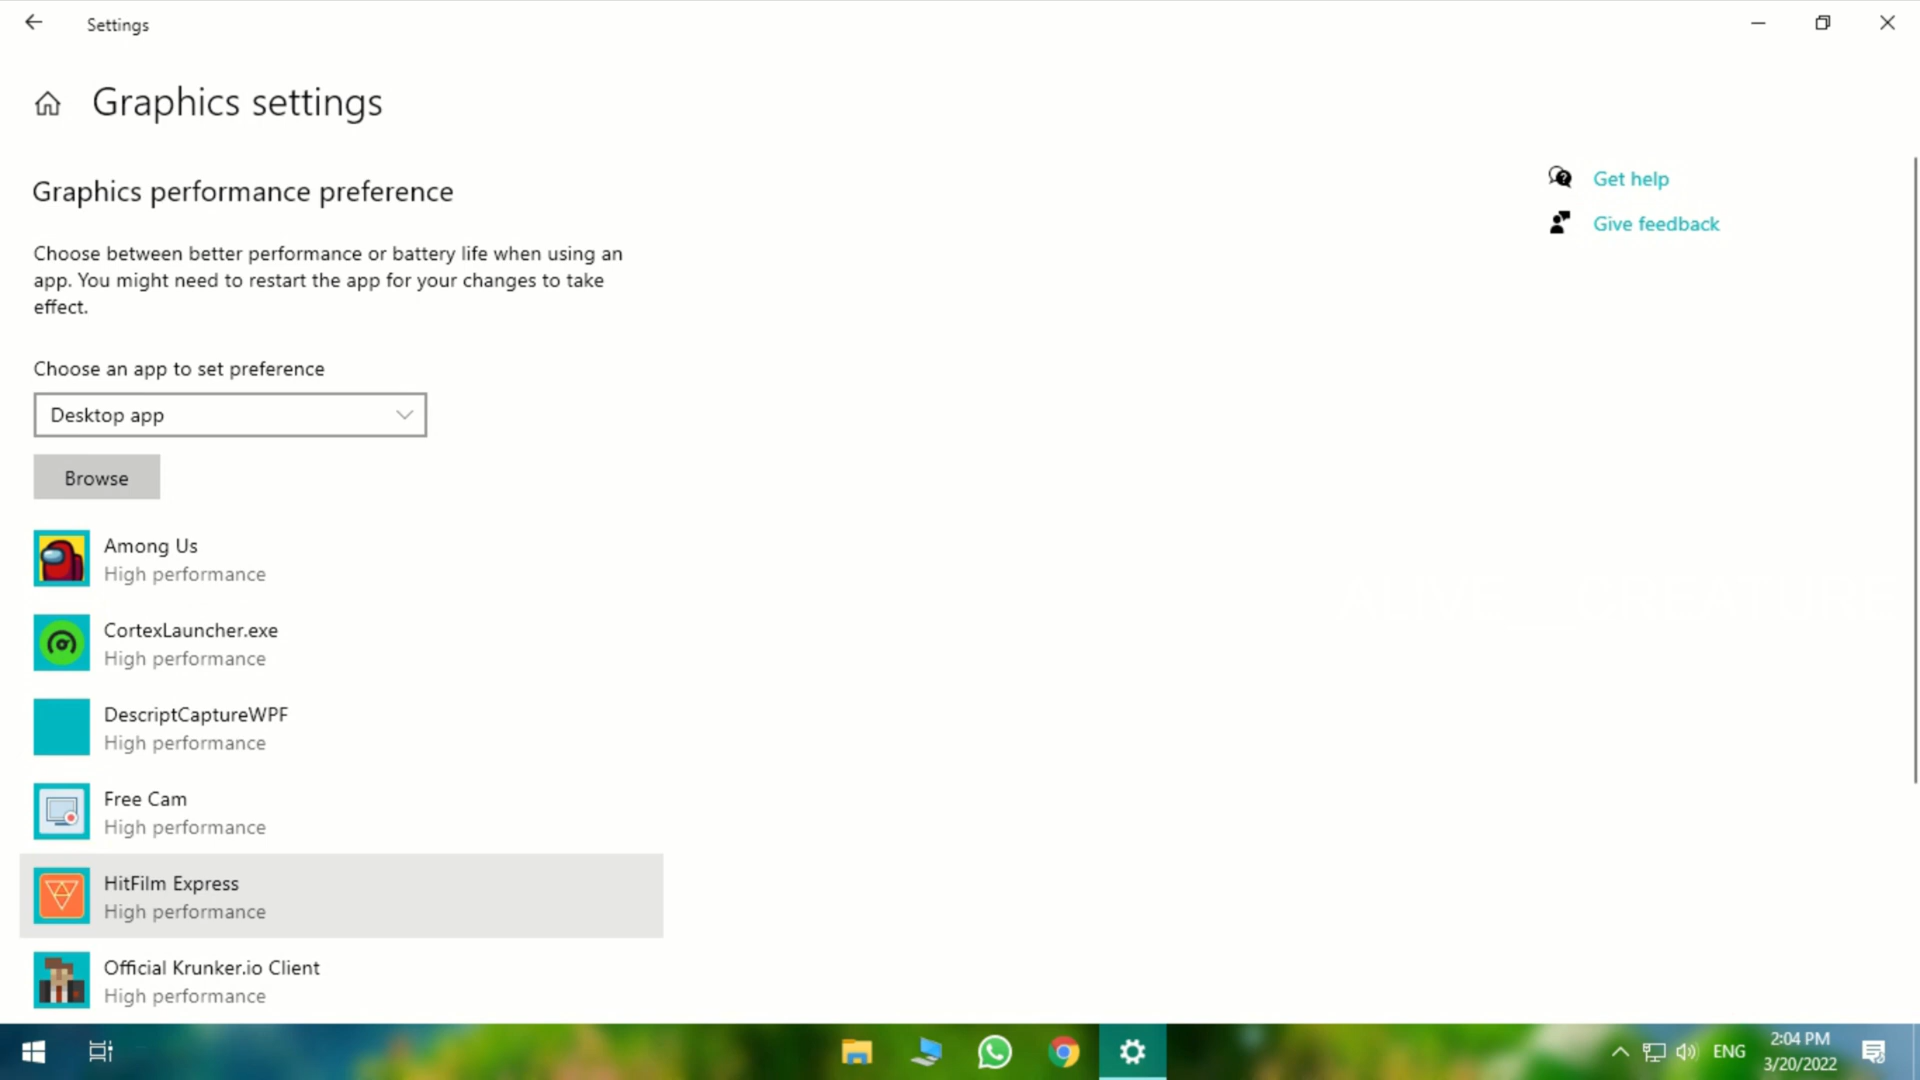 Settings
Graphics settings
Graphics performance preference
Get help
Give feedback
Choose between better performance or battery life when using an
app. You might need to restart the app for your changes to take
effect.
Choose an app to set preference
Desktop app
Browse
Among Us
High performance
CortexLauncher.exe
High performance
DescriptCaptureWPF
High performance
Free Cam
High performance
HitFilm Express
High performance
Official Krunker.io Client
High performance
ENG
2:04 PM
3/20/2022